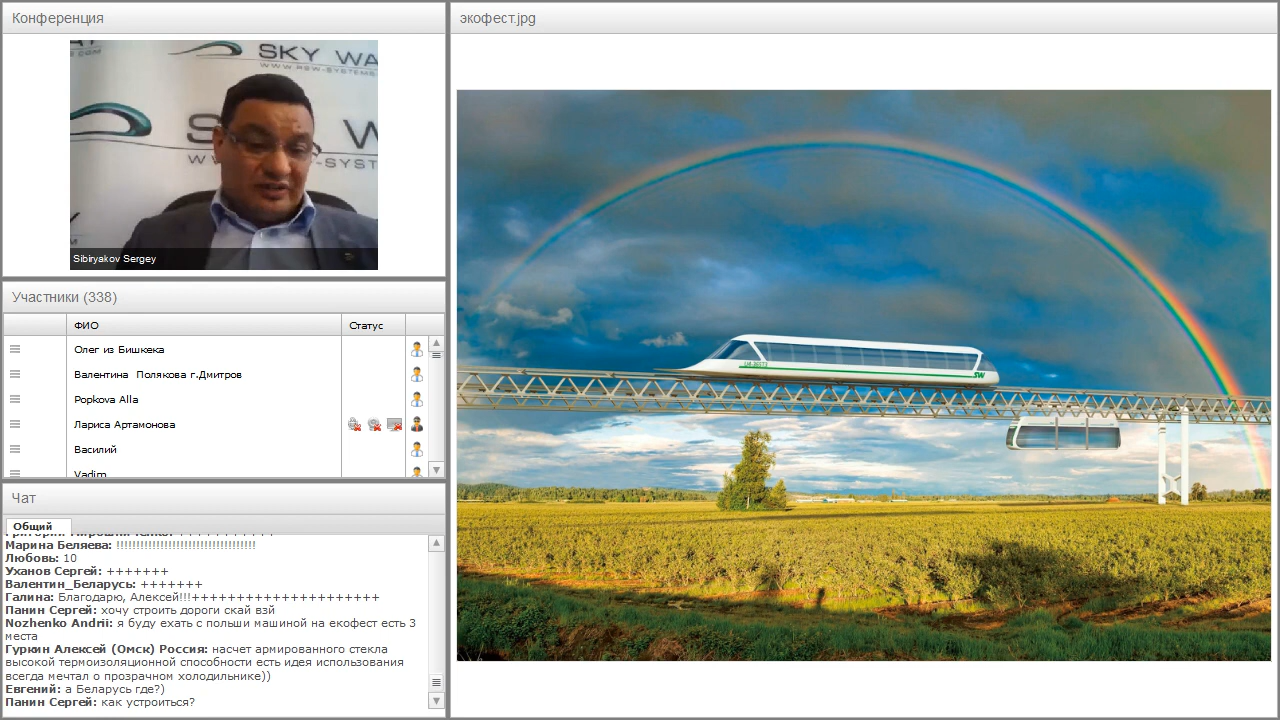 Конференция
SKY WA
WWW.RSW-SYSTEMS
Sibiryakov Sergey
Участники (338)
ФИО
Статус
Олег из Бишкека
Валентина Полякова г.Дмитров
Popkova Alla
Лариса Артамонова
Василий
Vadim
Чат
Общий
Марина Беляева: !!!!!!!!!!!!!!!!!!!!!!!!!!!!!!!!!!!
Любовь: 10
Уханов Сергей: +++++++
Валентин_Беларусь: +++++++
Галина: Благодарю, Алексей!!!+++++++++++++++++++++
Панин Сергей: хочу строить дороги скай вэй
Nozhenko Andrii: я буду ехать с польши машиной на екофест есть 3
места
Гуркин Алексей (Омск) Россия: насчет армированного стекла
высокой термоизоляционной способности есть идея использования
всегда мечтал о прозрачном холодильнике))
Евгений: а Беларусь где?)
Панин Сергей: как устроиться?
экофест.jpg
SW